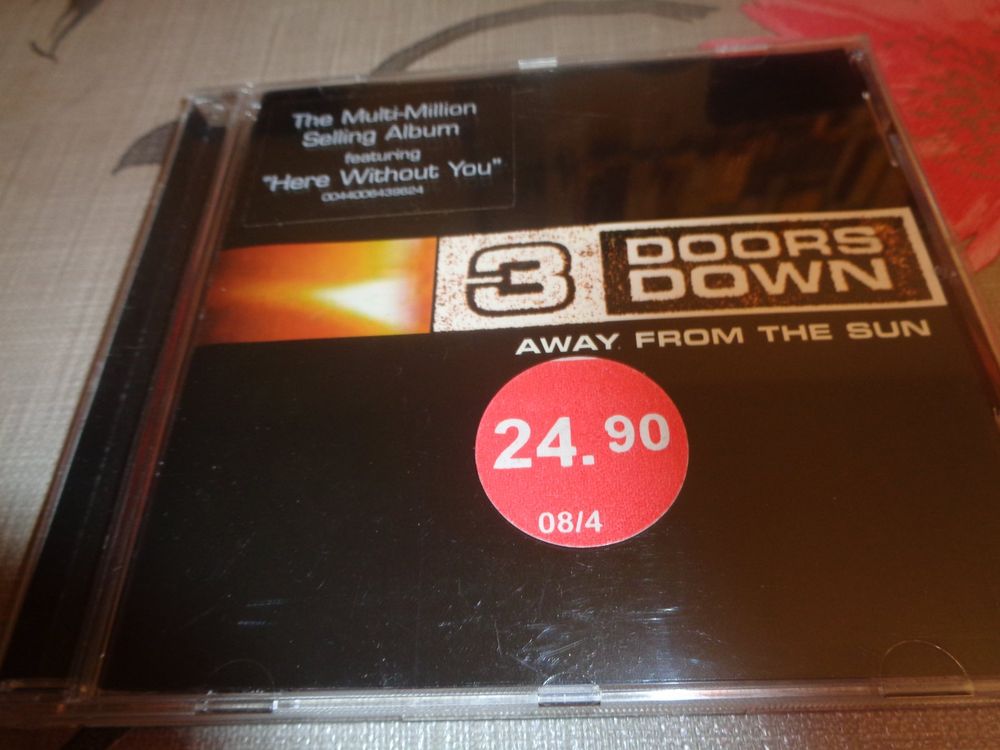 The Multi-Million
Selling Album
featuring
"Here Without You"
0044006439624
3 DOORS
DOWN
AWAY FROM THE SUN
24.90
08/4